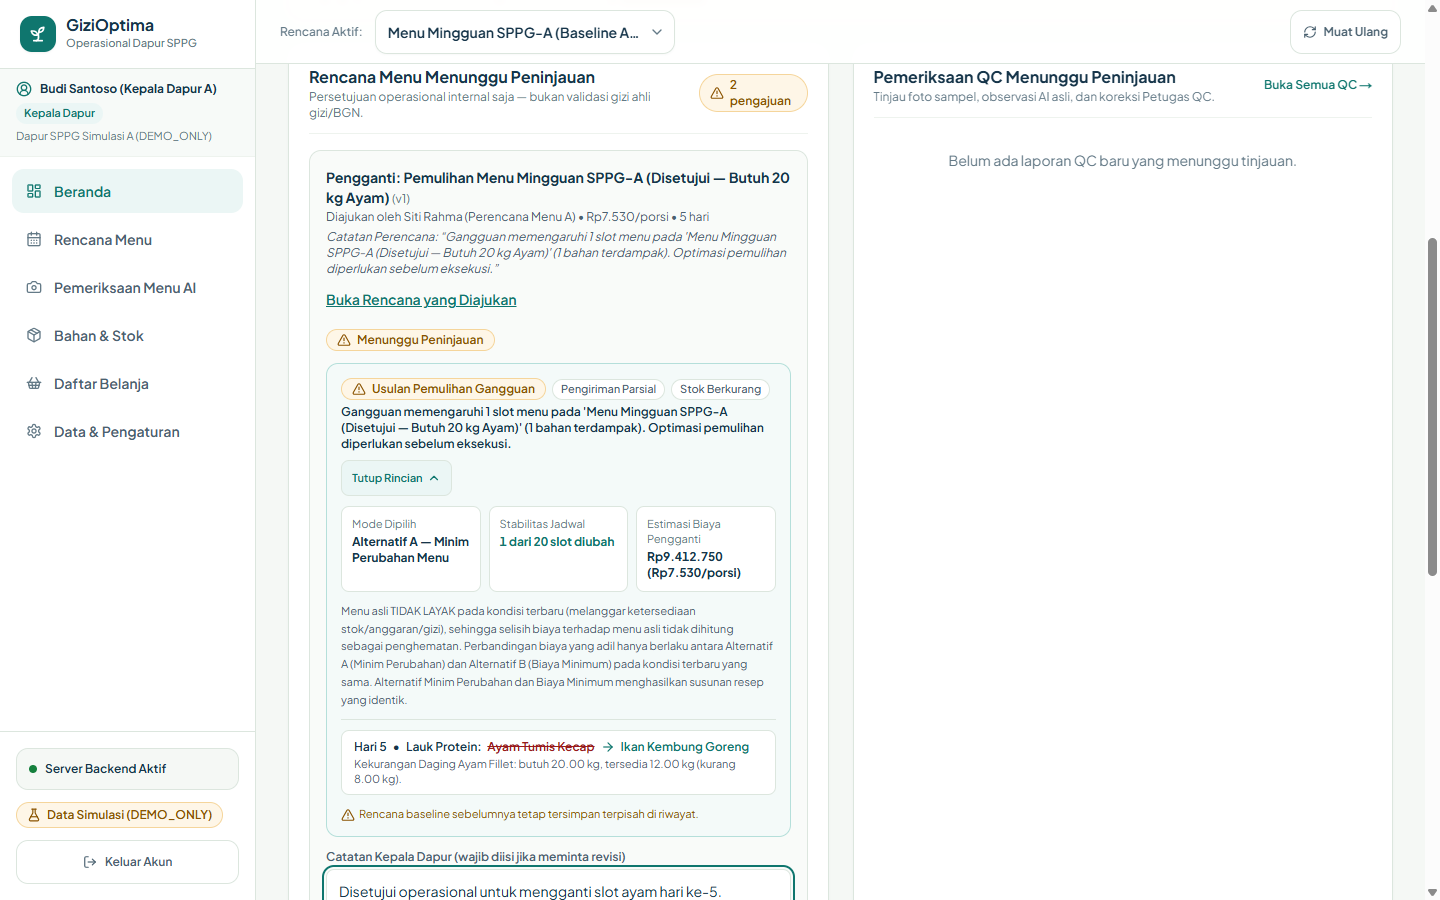 GiziOptima
Operasional Dapur SPPG
Budi Santoso (Kepala Dapur A)
Kepala Dapur
Dapur SPPG Simulasi A (DEMO_ONLY)
Beranda
Rencana Menu
Pemeriksaan Menu AI
Bahan & Stok
Daftar Belanja
Data & Pengaturan
Server Backend Aktif
Data Simulasi (DEMO_ONLY)
Keluar Akun
Rencana Aktif:
Menu Mingguan SPPG-A (Baseline A...
Muat Ulang
Rencana Menu Menunggu Peninjauan
Persetujuan operasional internal saja — bukan validasi gizi ahli
gizi/BGN.
2
pengajuan
Pengganti: Pemulihan Menu Mingguan SPPG-A (Disetujui — Butuh 20
kg Ayam) (v1)
Diajukan oleh Siti Rahma (Perencana Menu A) • Rp7.530/porsi • 5 hari
Catatan Perencana: "Gangguan memengaruhi 1 slot menu pada 'Menu Mingguan
SPPG-A (Disetujui — Butuh 20 kg Ayam)' (1 bahan terdampak). Optimasi pemulihan
diperlukan sebelum eksekusi."
Buka Rencana yang Diajukan
Menunggu Peninjauan
Usulan Pemulihan Gangguan
Pengiriman Parsial
Stok Berkurang
Gangguan memengaruhi 1 slot menu pada 'Menu Mingguan SPPG-A
(Disetujui — Butuh 20 kg Ayam)' (1 bahan terdampak). Optimasi pemulihan
diperlukan sebelum eksekusi.
Tutup Rincian
Mode Dipilih
Alternatif A — Minim
Perubahan Menu
Stabilitas Jadwal
1 dari 20 slot diubah
Estimasi Biaya
Pengganti
Rp9.412.750
(Rp7.530/porsi)
Menu asli TIDAK LAYAK pada kondisi terbaru (melanggar ketersediaan
stok/anggaran/gizi), sehingga selisih biaya terhadap menu asli tidak dihitung
sebagai penghematan. Perbandingan biaya yang adil hanya berlaku antara Alternatif
A (Minim Perubahan) dan Alternatif B (Biaya Minimum) pada kondisi terbaru yang
sama. Alternatif Minim Perubahan dan Biaya Minimum menghasilkan susunan resep
yang identik.
Hari 5 • Lauk Protein: Ayam Tumis Kecap → Ikan Kembung Goreng
Kekurangan Daging Ayam Fillet: butuh 20.00 kg, tersedia 12.00 kg (kurang
8.00 kg).
Rencana baseline sebelumnya tetap tersimpan terpisah di riwayat.
Catatan Kepala Dapur (wajib diisi jika meminta revisi)
Disetujui operasional untuk mengganti slot ayam hari ke-5.
Pemeriksaan QC Menunggu Peninjauan
Tinjau foto sampel, observasi AI asli, dan koreksi Petugas QC.
Buka Semua QC →
Belum ada laporan QC baru yang menunggu tinjauan.